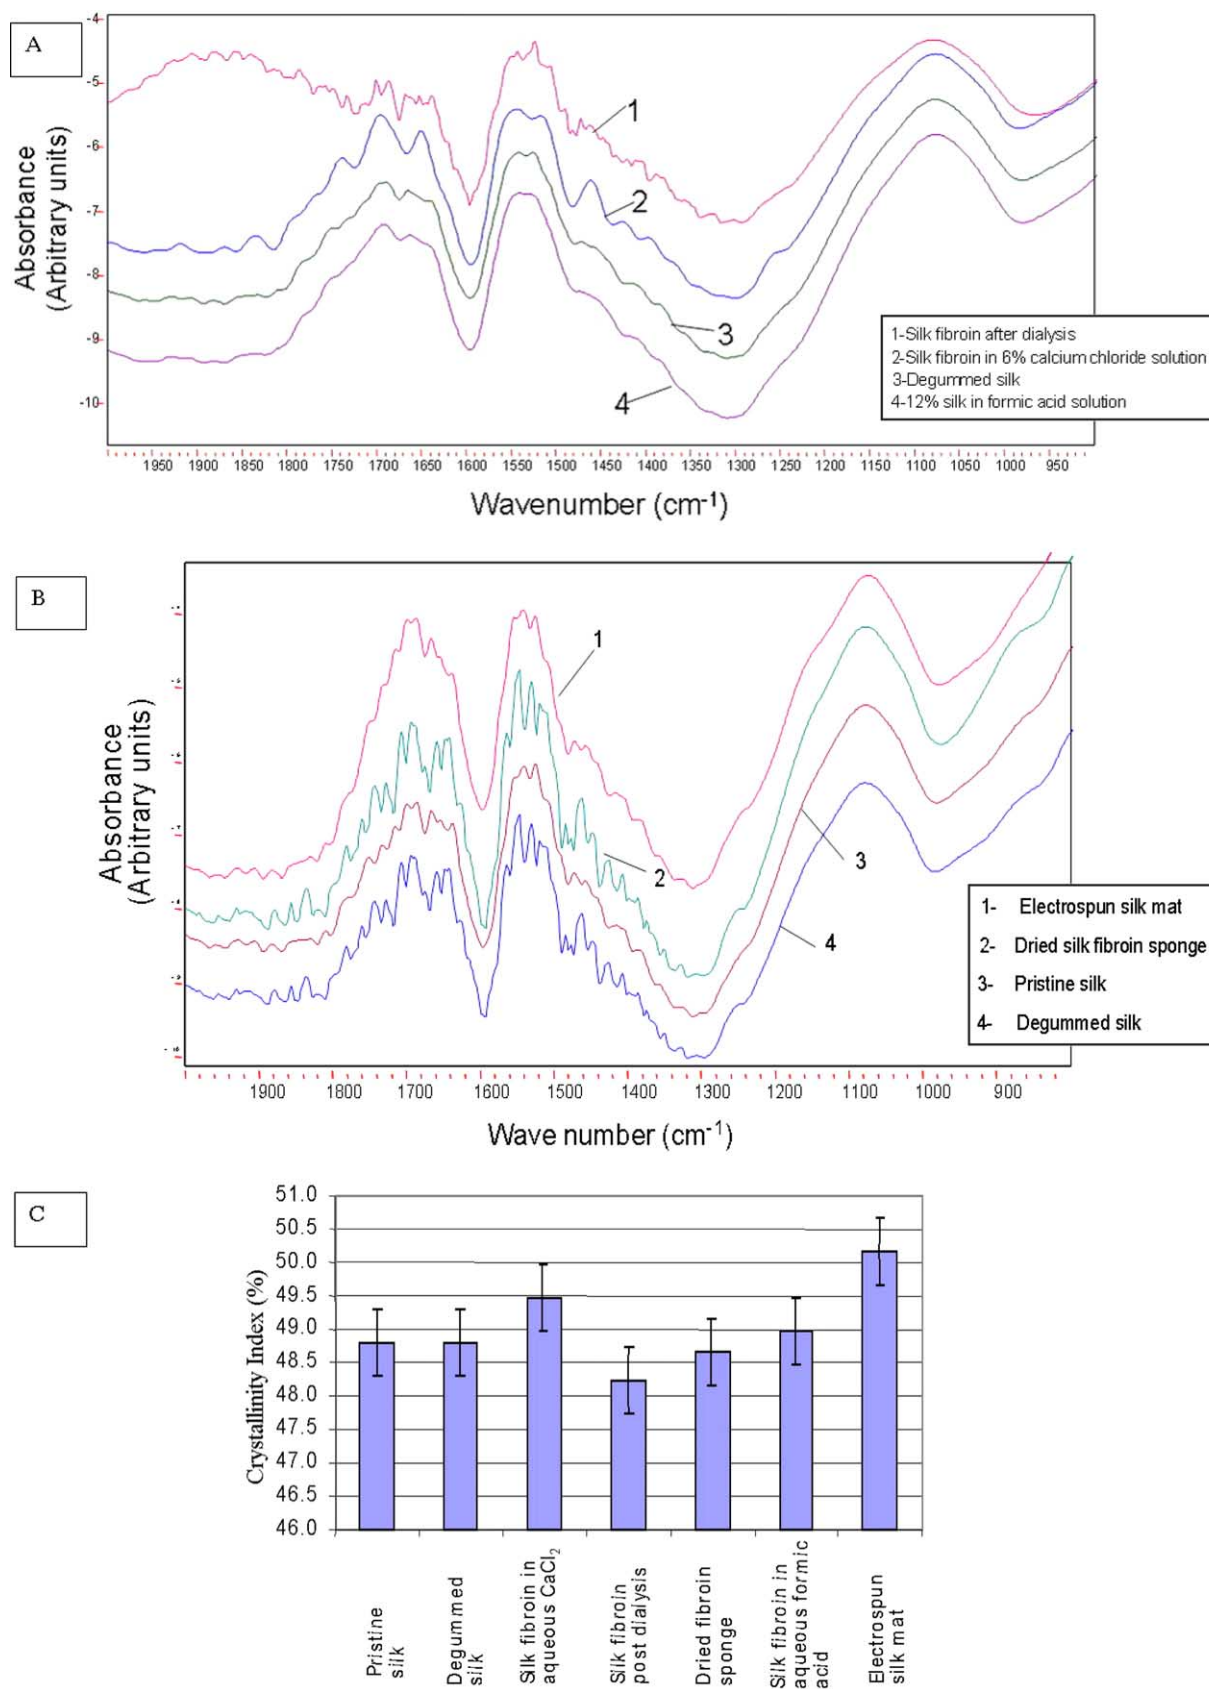 A
-4
-5
-6
-7
-8
-9
-10
Absorbance
(Arbitrary units)
1
2
3
4
1-Silk fibroin after dialysis
2-Silk fibroin in 6% calcium chloride solution
3-Degummed silk
4-12% silk in formic acid solution
1950 1900 1850 1800 1750 1700 1650 1600 1550 1500 1450 1400 1350 1300 1250 1200 1150 1100 1050 1000 950
Wavenumber (cm-1)
B
-5
-6
-7
-8
-9
Absorbance
(Arbitrary units)
1
2
3
4
1- Electrospun silk mat
2- Dried silk fibroin sponge
3- Pristine silk
4- Degummed silk
1900 1800 1700 1600 1500 1400 1300 1200 1100 1000 900
Wave number (cm-1)
C
51.0
50.5
50.0
49.5
49.0
48.5
48.0
47.5
47.0
46.5
46.0
Crystallinity Index (%)
Pristine
silk
Degummed
silk
Silk fibroin in
aqueous CaCl2
Silk fibroin
post dialysis
Dried fibroin
sponge
Silk fibroin in
aqueous formic
acid
Electrospun
silk mat